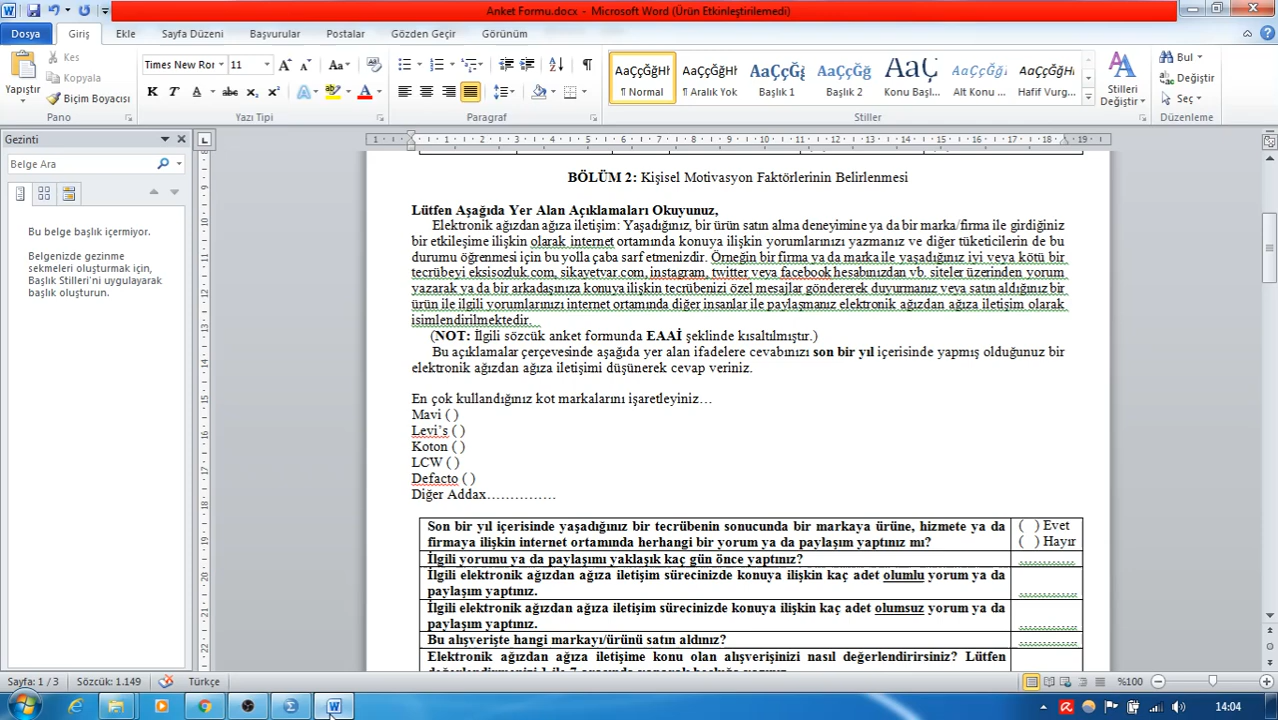 Anket Formu.docx - Microsoft Word (Ürün Etkinleştirilemedi)
Dosya Giriş Ekle Sayfa Düzeni Başvurular Postalar Gözden Geçir Görünüm
Yapıştır
Kes
Kopyala
Biçim Boyacısı
Pano
Times New Ror 11
Yazı Tipi
Paragraf
AaÇçĞğHł AaÇçĞğHł AaÇçĞğ AaÇçĞğ AaÇç AaÇçĞğİ AaÇçĞğHı
¶ Normal ¶ Aralık Yok Başlık 1 Başlık 2 Konu Başl... Alt Konu ... Hafif Vurg...
Stiller
Stilleri Değiştir
Bul
Değiştir
Seç
Düzenleme
Gezinti
Belge Ara
Bu belge başlık içermiyor.
Belgenizde gezinme
sekmeleri oluşturmak için,
Başlık Stilleri'ni uygulayarak
başlık oluşturun.
BÖLÜM 2: Kişisel Motivasyon Faktörlerinin Belirlenmesi
Lütfen Aşağıda Yer Alan Açıklamaları Okuyunuz,
Elektronik ağızdan ağıza iletişim: Yaşadığınız, bir ürün satın alma deneyimine ya da bir marka/firma ile girdiğiniz
bir etkileşime ilişkin olarak internet ortamında konuya ilişkin yorumlarınızı yazmanız ve diğer tüketicilerin de bu
durumu öğrenmesi için bu yolla çaba sarf etmenizdir. Örneğin bir firma ya da marka ile yaşadığınız iyi veya kötü bir
tecrübeyi eksisozluk.com, sikayetvar.com, instagram, twitter veya facebook hesabınızdan vb. siteler üzerinden yorum
yazarak ya da bir arkadaşınıza konuya ilişkin tecrübenizi özel mesajlar göndererek duyurmanız veya satın aldığınız bir
ürün ile ilgili yorumlarınızı internet ortamında diğer insanlar ile paylaşmanız elektronik ağızdan ağıza iletişim olarak
isimlendirilmektedir.
(NOT: İlgili sözcük anket formunda EAAİ şeklinde kısaltılmıştır.)
Bu açıklamalar çerçevesinde aşağıda yer alan ifadelere cevabınızı son bir yıl içerisinde yapmış olduğunuz bir
elektronik ağızdan ağıza iletişimi düşünerek cevap veriniz.
En çok kullandığınız kot markalarını işaretleyiniz…
Mavi ( )
Levi’s ( )
Koton ( )
LCW ( )
Defacto ( )
Diğer Addax……………
Son bir yıl içerisinde yaşadığınız bir tecrübenin sonucunda bir markaya ürüne, hizmete ya da ( ) Evet
firmaya ilişkin internet ortamında herhangi bir yorum ya da paylaşım yaptınız mı? ( ) Hayır
İlgili yorumu ya da paylaşımı yaklaşık kaç gün önce yaptınız? …………
İlgili elektronik ağızdan ağıza iletişim sürecinizde konuya ilişkin kaç adet olumlu yorum ya da
paylaşım yaptınız. …………
İlgili elektronik ağızdan ağıza iletişim sürecinizde konuya ilişkin kaç adet olumsuz yorum ya da
paylaşım yaptınız. …………
Bu alışverişte hangi markayı/ürünü satın aldınız? …………
Elektronik ağızdan ağıza iletişime konu olan alışverişinizi nasıl değerlendirirsiniz? Lütfen
Sayfa: 1 / 3 Sözcük: 1.149 Türkçe %100
14:04